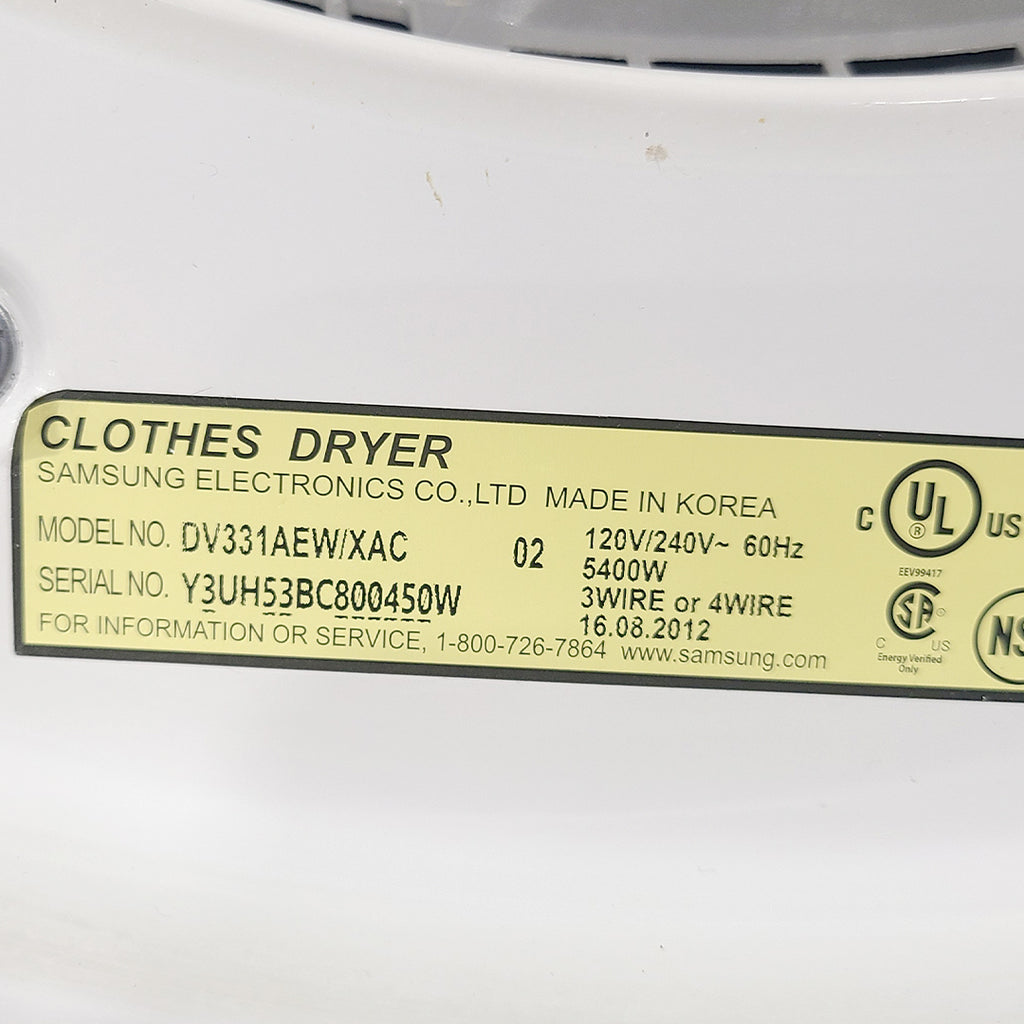 CLOTHES DRYER
SAMSUNG ELECTRONICS CO.,LTD MADE IN KOREA
MODEL NO. DV331AEW/XAC 02
SERIAL NO. Y3UH53BC800450W
120V/240V~ 60Hz
5400W
3WIRE or 4WIRE
16.08.2012
FOR INFORMATION OR SERVICE, 1-800-726-7864 www.samsung.com
C UL ® US
EEV99417
SA ®
C US
Energy Verified
Only